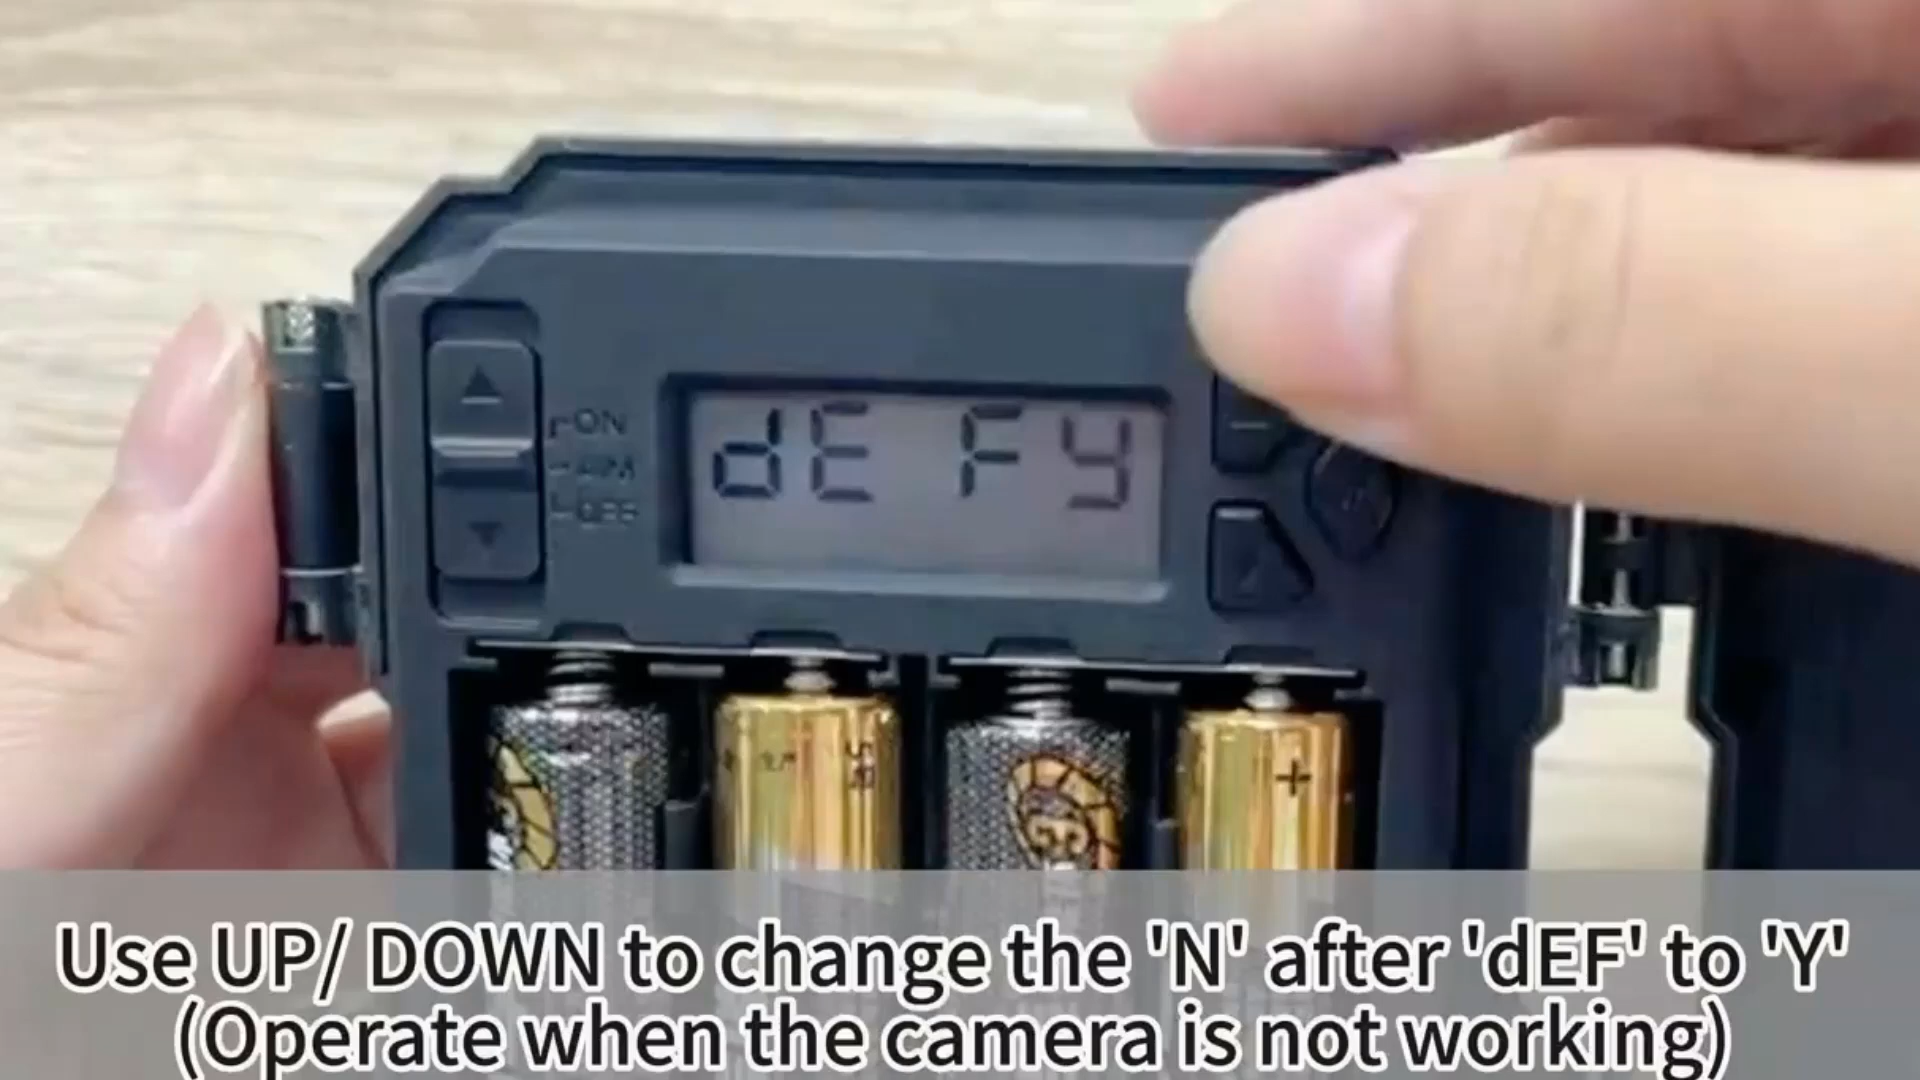 ON
AIM
OFF
dE Fy
+
Use UP/ DOWN to change the 'N' after 'dEF' to 'Y'
(Operate when the camera is not working)